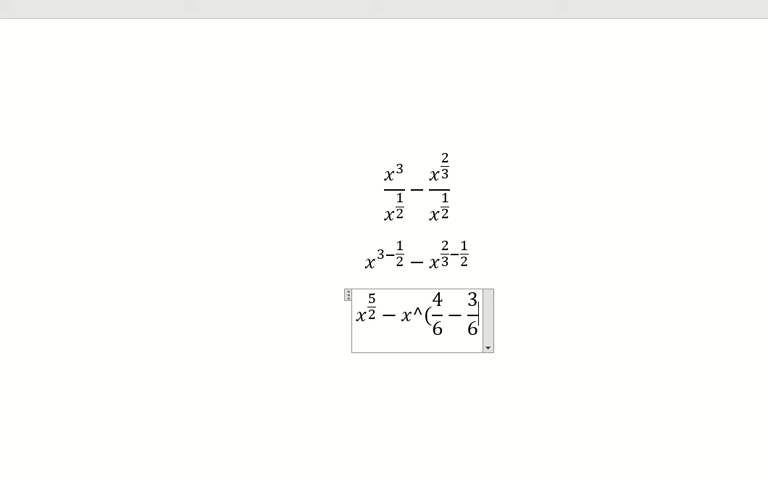 x^3/x^(1/2) − x^(2/3)/x^(1/2)
x^(3−1/2) − x^(2/3−1/2)
x^(5/2) − x^(4/6 − 3/6